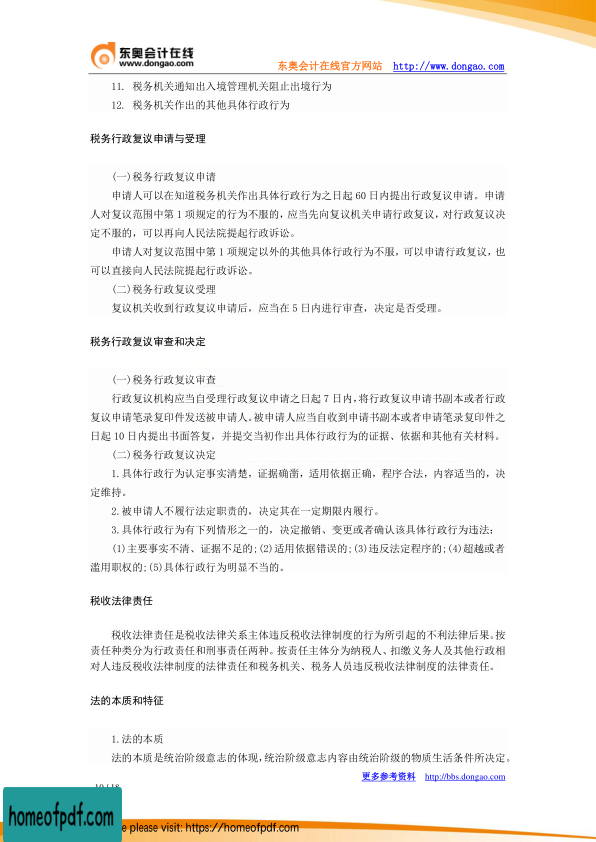 东奥会计在线
www.dongao.com
东奥会计在线官方网站 http://www.dongao.com
11. 税务机关通知出入境管理机关阻止出境行为
12. 税务机关作出的其他具体行政行为
税务行政复议申请与受理
(一)税务行政复议申请
申请人可以在知道税务机关作出具体行政行为之日起 60 日内提出行政复议申请。申请
人对复议范围中第 1 项规定的行为不服的，应当先向复议机关申请行政复议，对行政复议决
定不服的，可以再向人民法院提起行政诉讼。
申请人对复议范围中第 1 项规定以外的其他具体行政行为不服，可以申请行政复议，也
可以直接向人民法院提起行政诉讼。
(二)税务行政复议受理
复议机关收到行政复议申请后，应当在 5 日内进行审查，决定是否受理。
税务行政复议审查和决定
(一)税务行政复议审查
行政复议机构应当自受理行政复议申请之日起 7 日内，将行政复议申请书副本或者行政
复议申请笔录复印件发送被申请人。被申请人应当自收到申请书副本或者申请笔录复印件之
日起 10 日内提出书面答复，并提交当初作出具体行政行为的证据、依据和其他有关材料。
(二)税务行政复议决定
1.具体行政行为认定事实清楚，证据确凿，适用依据正确，程序合法，内容适当的，决
定维持。
2.被申请人不履行法定职责的，决定其在一定期限内履行。
3.具体行政行为有下列情形之一的，决定撤销、变更或者确认该具体行政行为违法：
(1)主要事实不清、证据不足的;(2)适用依据错误的;(3)违反法定程序的;(4)超越或者
滥用职权的;(5)具体行政行为明显不当的。
税收法律责任
税收法律责任是税收法律关系主体违反税收法律制度的行为所引起的不利法律后果。按
责任种类分为行政责任和刑事责任两种。按责任主体分为纳税人、扣缴义务人及其他行政相
对人违反税收法律制度的法律责任和税务机关、税务人员违反税收法律制度的法律责任。
法的本质和特征
1.法的本质
法的本质是统治阶级意志的体现，统治阶级意志内容由统治阶级的物质生活条件所决定。
更多参考资料 http://bbs.dongao.com
homeofpdf.com
please visit: https://homeofpdf.com